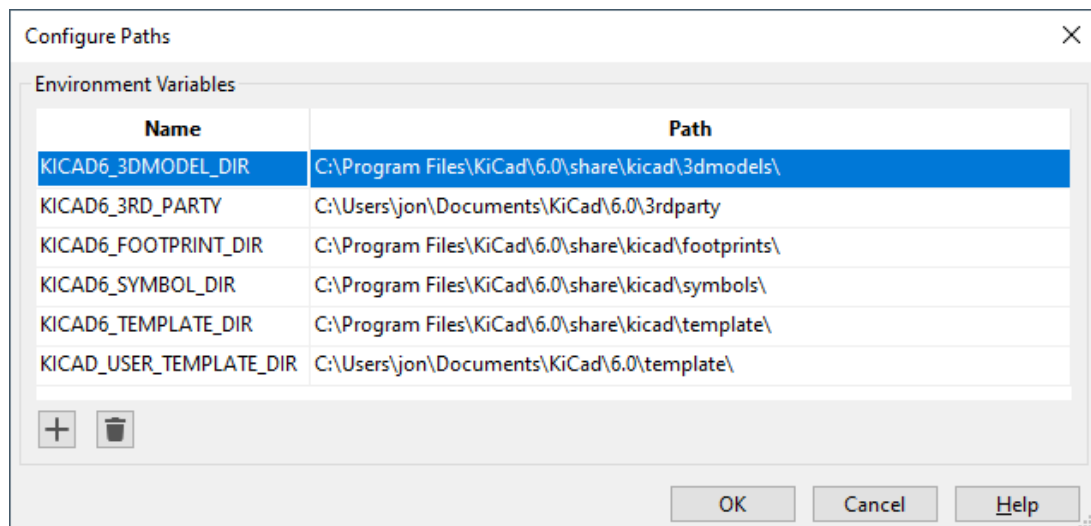 Configure Paths
Environment Variables
Name Path
KICAD6_3DMODEL_DIR C:\Program Files\KiCad\6.0\share\kicad\3dmodels\
KICAD6_3RD_PARTY C:\Users\jon\Documents\KiCad\6.0\3rdparty
KICAD6_FOOTPRINT_DIR C:\Program Files\KiCad\6.0\share\kicad\footprints\
KICAD6_SYMBOL_DIR C:\Program Files\KiCad\6.0\share\kicad\symbols\
KICAD6_TEMPLATE_DIR C:\Program Files\KiCad\6.0\share\kicad\template\
KICAD_USER_TEMPLATE_DIR C:\Users\jon\Documents\KiCad\6.0\template\
OK Cancel Help